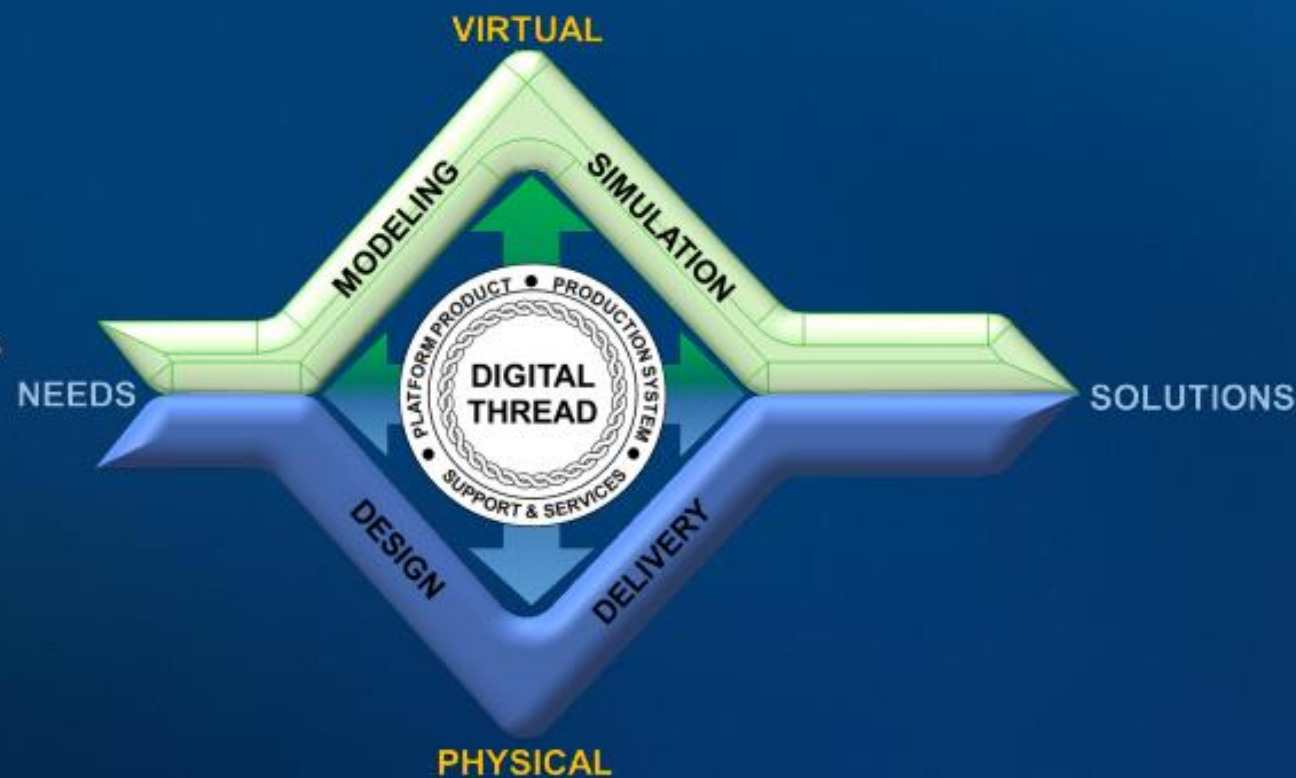 VIRTUAL
MODELING
SIMULATION
PLATFORM PRODUCT • PRODUCTION SYSTEM • SUPPORT & SERVICES •
DIGITAL
THREAD
NEEDS
SOLUTIONS
DESIGN
DELIVERY
PHYSICAL